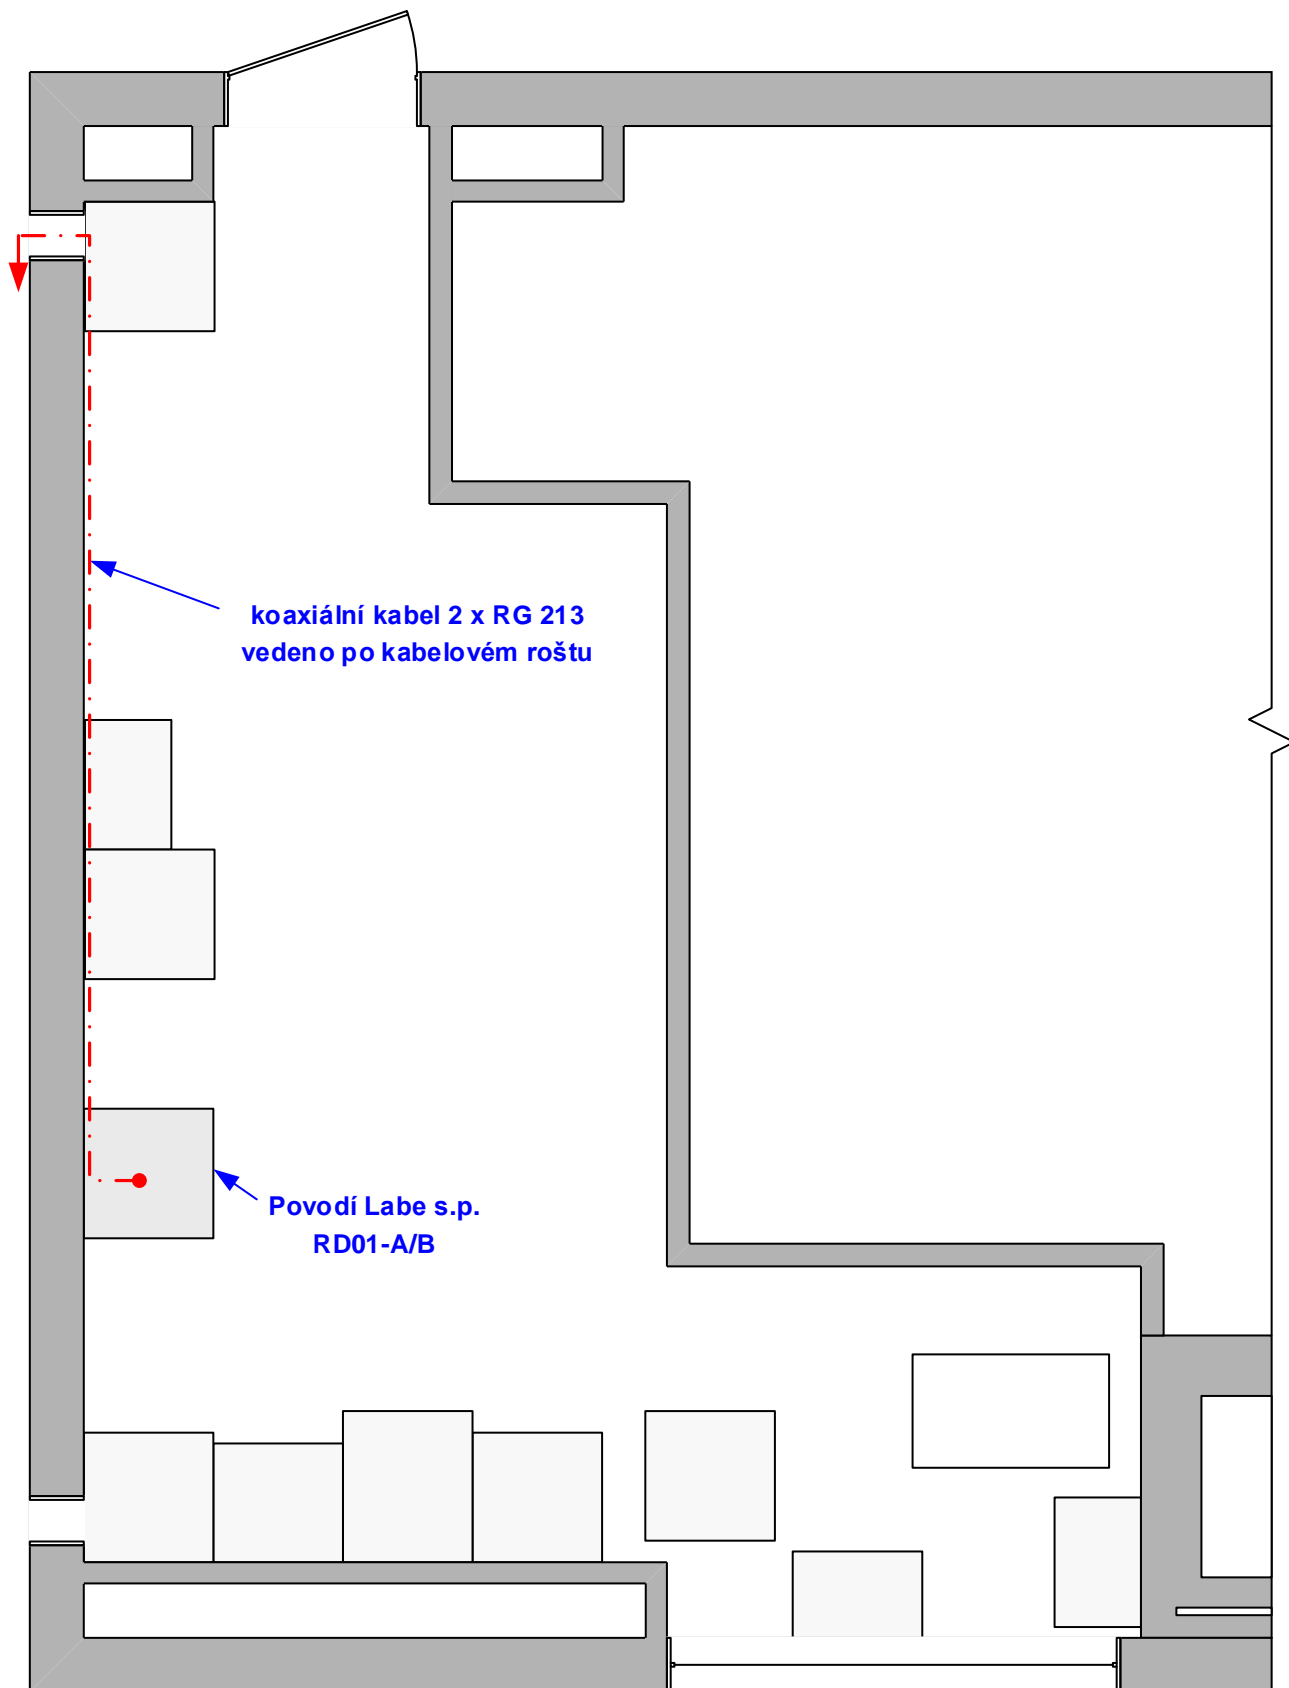 koaxiální kabel 2 x RG 213
vedeno po kabelovém roštu
Povodí Labe s.p.
RD01-A/B